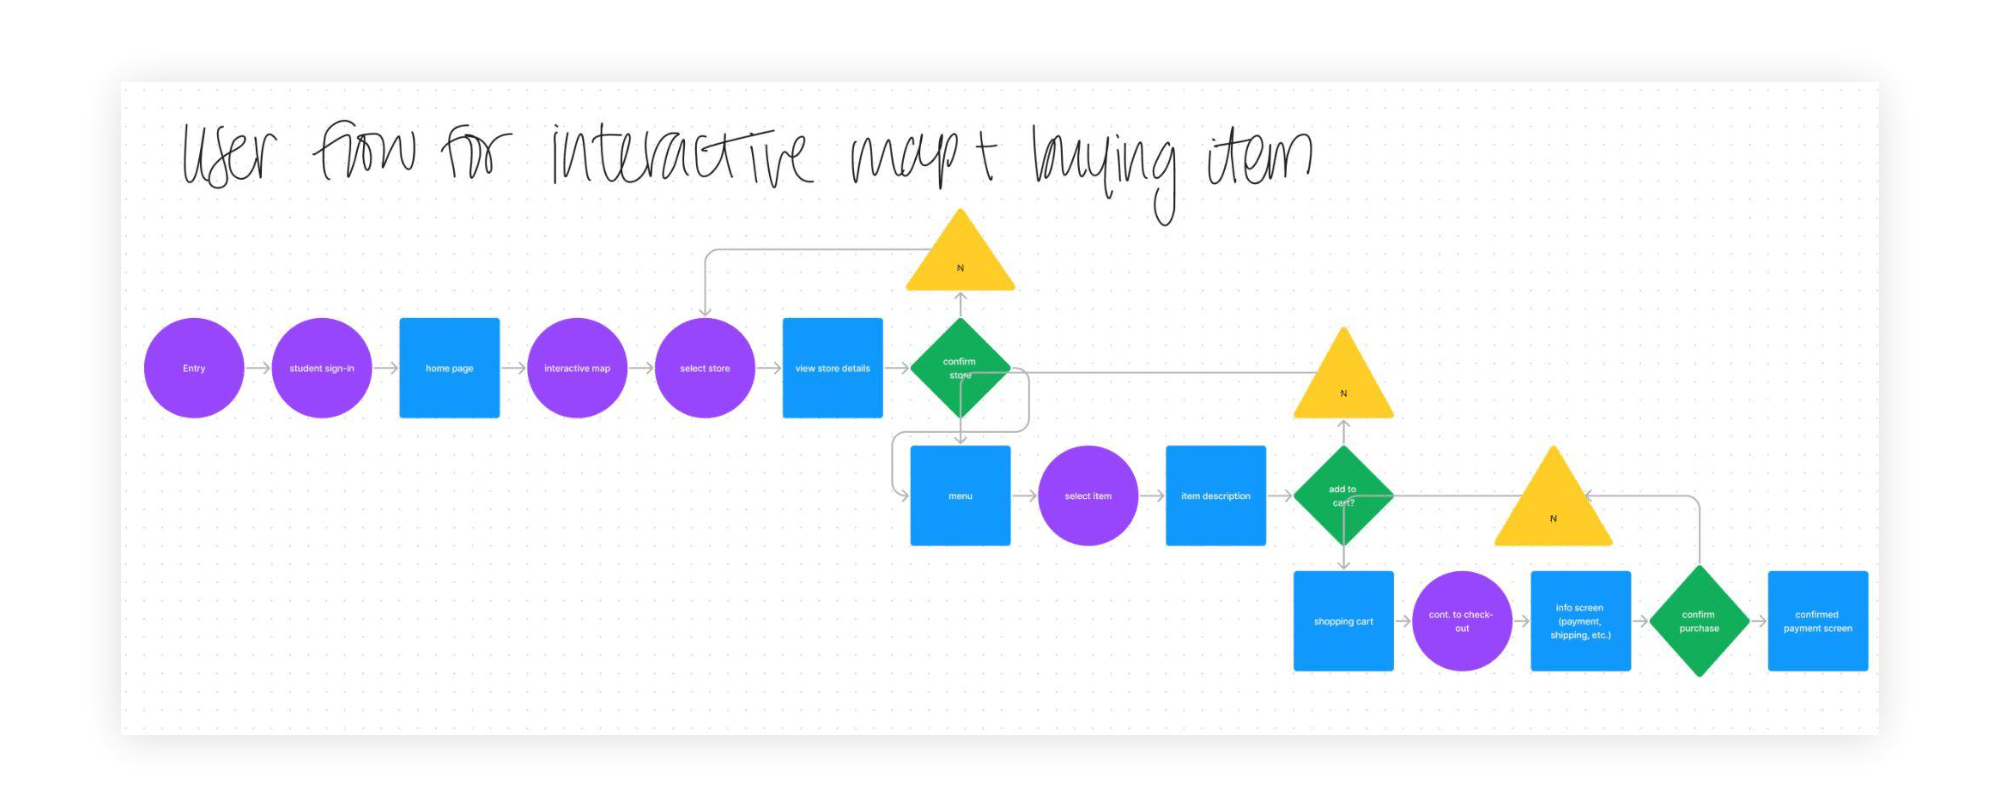 User flow for interactive map + buying item
N
Entry
student sign-in
home page
interactive map
select store
view store details
confirm
store
N
menu
select item
item description
add to
cart?
N
shopping cart
cont. to check-
out
info screen
(payment,
shipping, etc.)
confirm
purchase
confirmed
payment screen